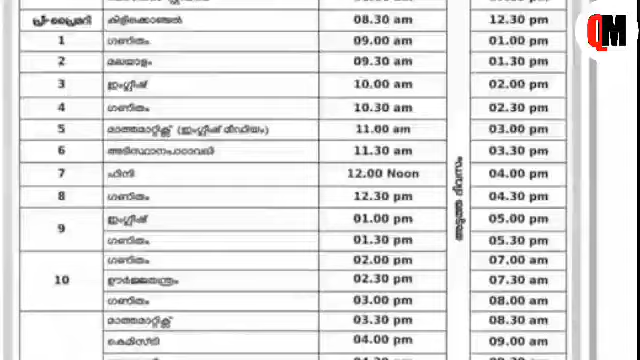 പ്രീ-പ്രൈമറി കിളിക്കൊഞ്ചൽ 08.30 am 12.30 pm
1 ഗണിതം 09.00 am 01.00 pm
2 മലയാളം 09.30 am 01.30 pm
3 ഇംഗ്ലീഷ് 10.00 am 02.00 pm
4 ഗണിതം 10.30 am 02.30 pm
5 മാത്തമാറ്റിക്സ് (ഇംഗ്ലീഷ് മീഡിയം) 11.00 am 03.00 pm
6 അടിസ്ഥാനപാഠാവലി 11.30 am 03.30 pm
7 ഹിന്ദി 12.00 Noon 04.00 pm
8 ഗണിതം 12.30 pm 04.30 pm
9 ഇംഗ്ലീഷ് 01.00 pm 05.00 pm
ഗണിതം 01.30 pm 05.30 pm
അടുത്ത ദിവസം
10 ഗണിതം 02.00 pm 07.00 am
ഊർജ്ജതന്ത്രം 02.30 pm 07.30 am
ഗണിതം 03.00 pm 08.00 am
മാത്തമാറ്റിക്സ് 03.30 pm 08.30 am
കെമിസ്ട്രി 04.00 pm 09.00 am
QM